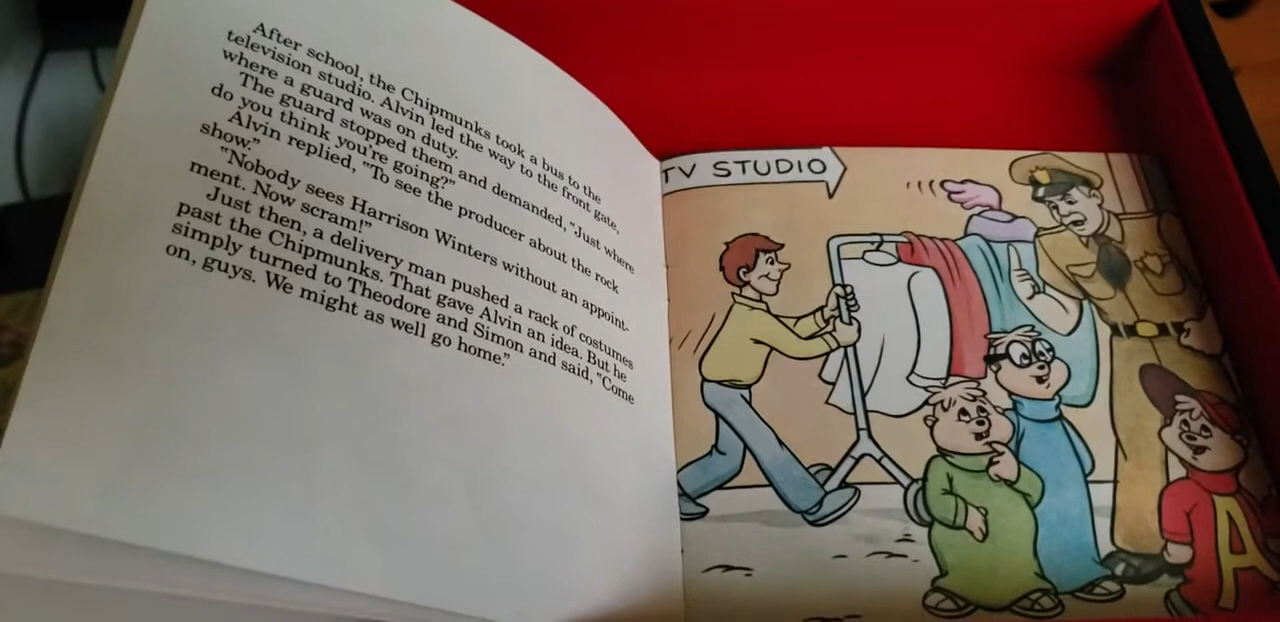 After school, the Chipmunks took a bus to the
television studio. Alvin led the way to the front gate,
where a guard was on duty.
The guard stopped them and demanded, "Just where
do you think you're going?"
Alvin replied, "To see the producer about the rock
show."
"Nobody sees Harrison Winters without an appoint-
ment. Now scram!"
Just then, a delivery man pushed a rack of costumes
past the Chipmunks. That gave Alvin an idea. But he
simply turned to Theodore and Simon and said, "Come
on, guys. We might as well go home."
TV STUDIO
A